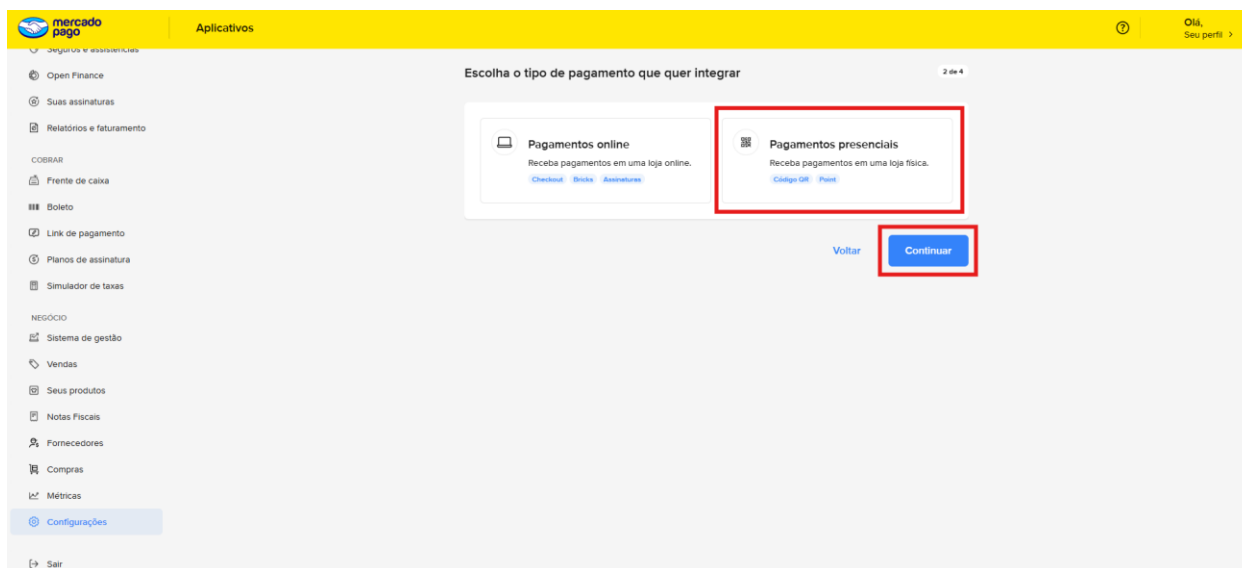 mercado
pago
Aplicativos
Olá,
Seu perfil >
Seguros e assistências
Open Finance
Suas assinaturas
Relatórios e faturamento
COBRAR
Frente de caixa
Boleto
Link de pagamento
Planos de assinatura
Simulador de taxas
NEGÓCIO
Sistema de gestão
Vendas
Seus produtos
Notas Fiscais
Fornecedores
Compras
Métricas
Configurações
Sair
Escolha o tipo de pagamento que quer integrar
2 de 4
Pagamentos online
Receba pagamentos em uma loja online.
Checkout Bricks Assinaturas
Pagamentos presenciais
Receba pagamentos em uma loja física.
Código QR Point
Voltar
Continuar